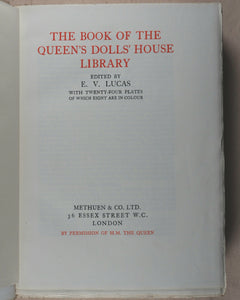 THE BOOK OF THE
QUEEN'S DOLLS' HOUSE
LIBRARY
EDITED BY
E. V. LUCAS
WITH TWENTY-FOUR PLATES
OF WHICH EIGHT ARE IN COLOUR
METHUEN & CO. LTD.
36 ESSEX STREET W.C.
LONDON
BY PERMISSION OF H.M. THE QUEEN